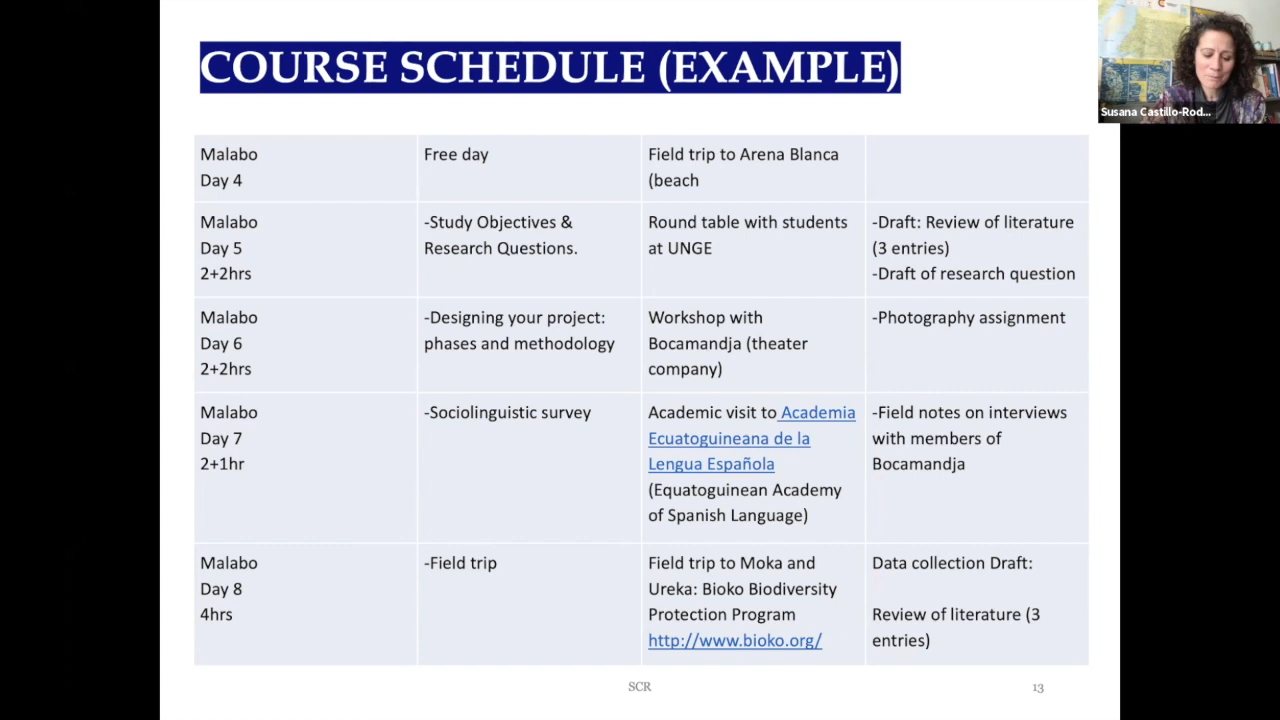 COURSE SCHEDULE (EXAMPLE)
Susana Castillo-Rod...
Malabo
Day 4
Free day
Field trip to Arena Blanca
(beach
Malabo
Day 5
2+2hrs
-Study Objectives &
Research Questions.
Round table with students
at UNGE
-Draft: Review of literature
(3 entries)
-Draft of research question
Malabo
Day 6
2+2hrs
-Designing your project:
phases and methodology
Workshop with
Bocamandja (theater
company)
-Photography assignment
Malabo
Day 7
2+1hr
-Sociolinguistic survey
Academic visit to Academia
Ecuatoguineana de la
Lengua Española
(Equatoguinean Academy
of Spanish Language)
-Field notes on interviews
with members of
Bocamandja
Malabo
Day 8
4hrs
-Field trip
Field trip to Moka and
Ureka: Bioko Biodiversity
Protection Program
http://www.bioko.org/
Data collection Draft:
Review of literature (3
entries)
SCR
13